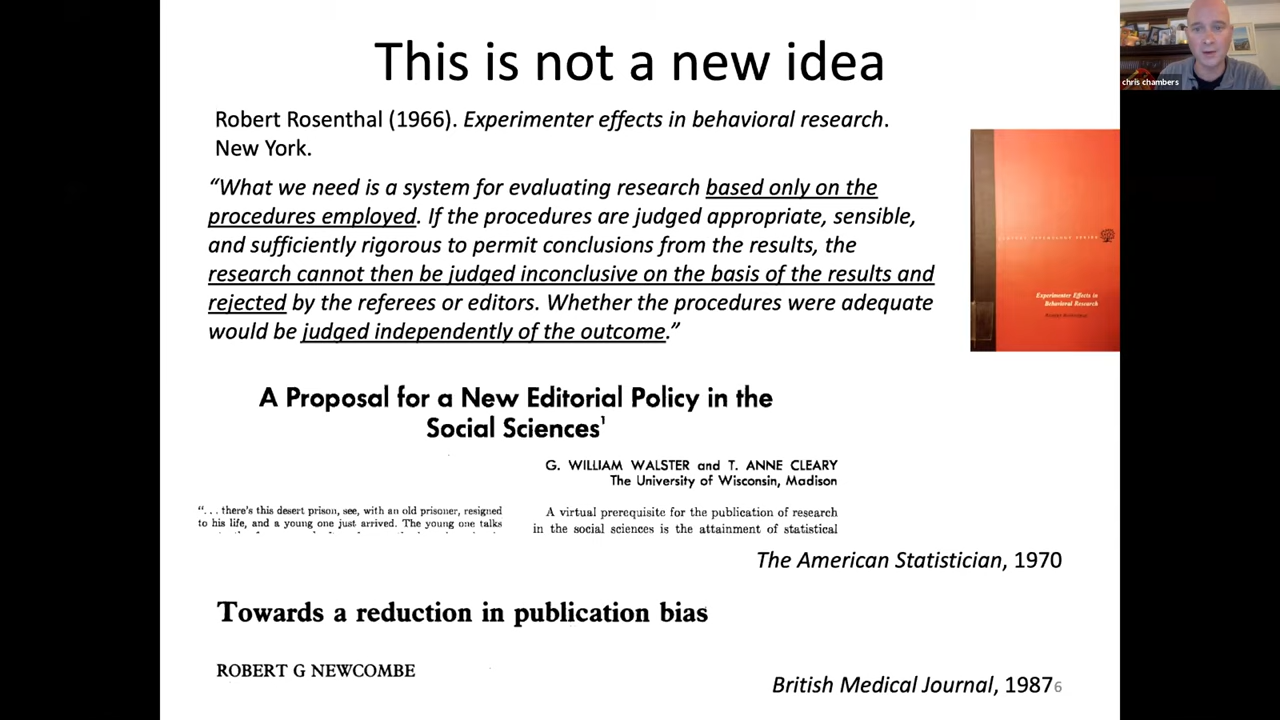 This is not a new idea
chris chambers
Robert Rosenthal (1966). Experimenter effects in behavioral research.
New York.
“What we need is a system for evaluating research based only on the
procedures employed. If the procedures are judged appropriate, sensible,
and sufficiently rigorous to permit conclusions from the results, the
research cannot then be judged inconclusive on the basis of the results and
rejected by the referees or editors. Whether the procedures were adequate
would be judged independently of the outcome.”
Experimenter Effects in
Behavioral Research
A Proposal for a New Editorial Policy in the
Social Sciences¹
G. WILLIAM WALSTER and T. ANNE CLEARY
The University of Wisconsin, Madison
“. . . there's this desert prison, see, with an old prisoner, resigned
to his life, and a young one just arrived. The young one talks
A virtual prerequisite for the publication of research
in the social sciences is the attainment of statistical
The American Statistician, 1970
Towards a reduction in publication bias
ROBERT G NEWCOMBE
British Medical Journal, 1987
6